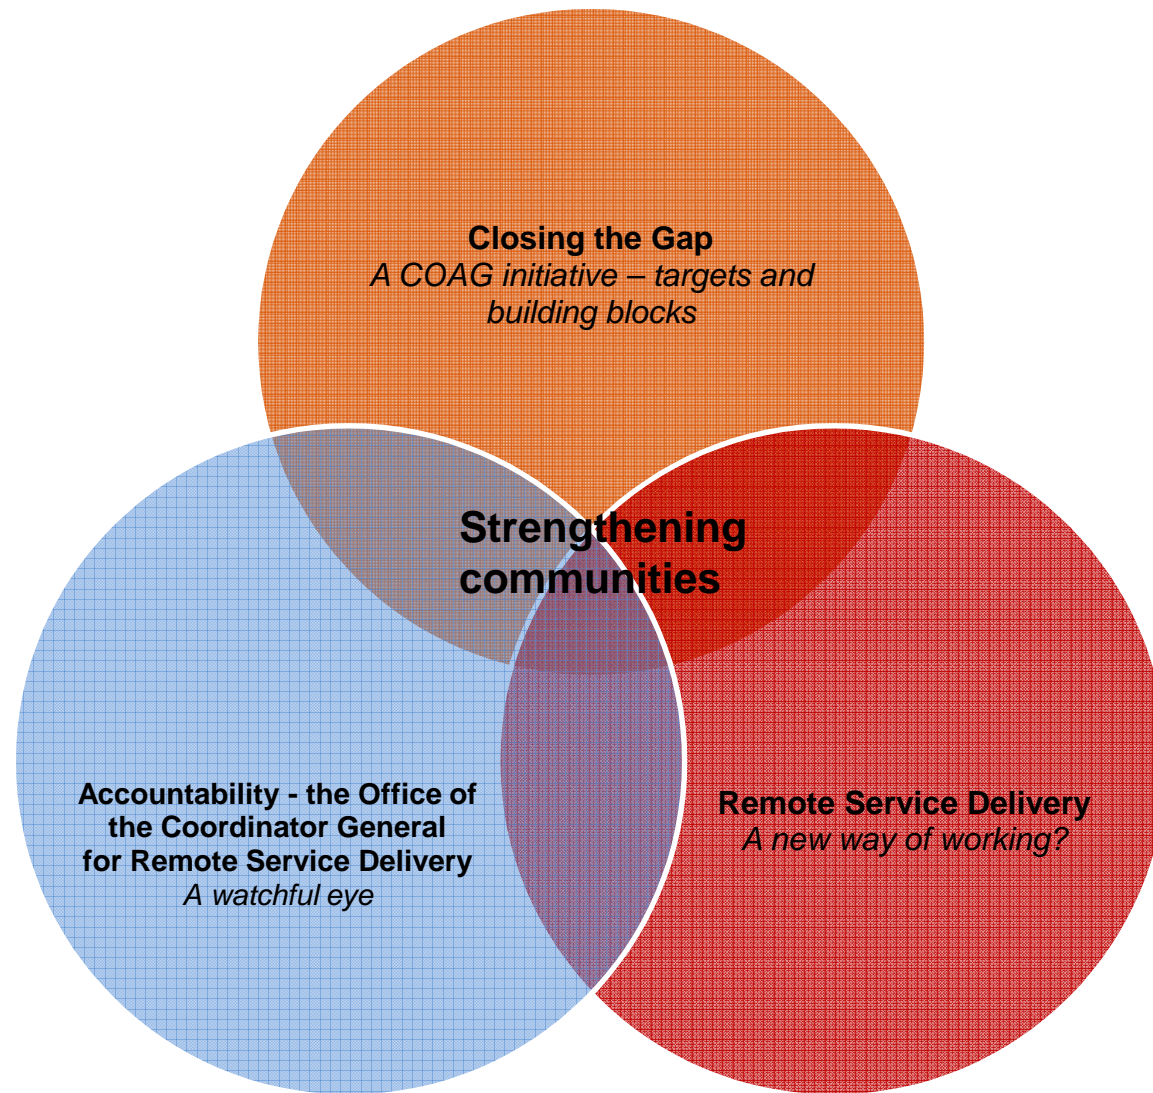 Closing the Gap
A COAG initiative – targets and
building blocks
Strengthening
communities
Accountability - the Office of
the Coordinator General
for Remote Service Delivery
A watchful eye
Remote Service Delivery
A new way of working?